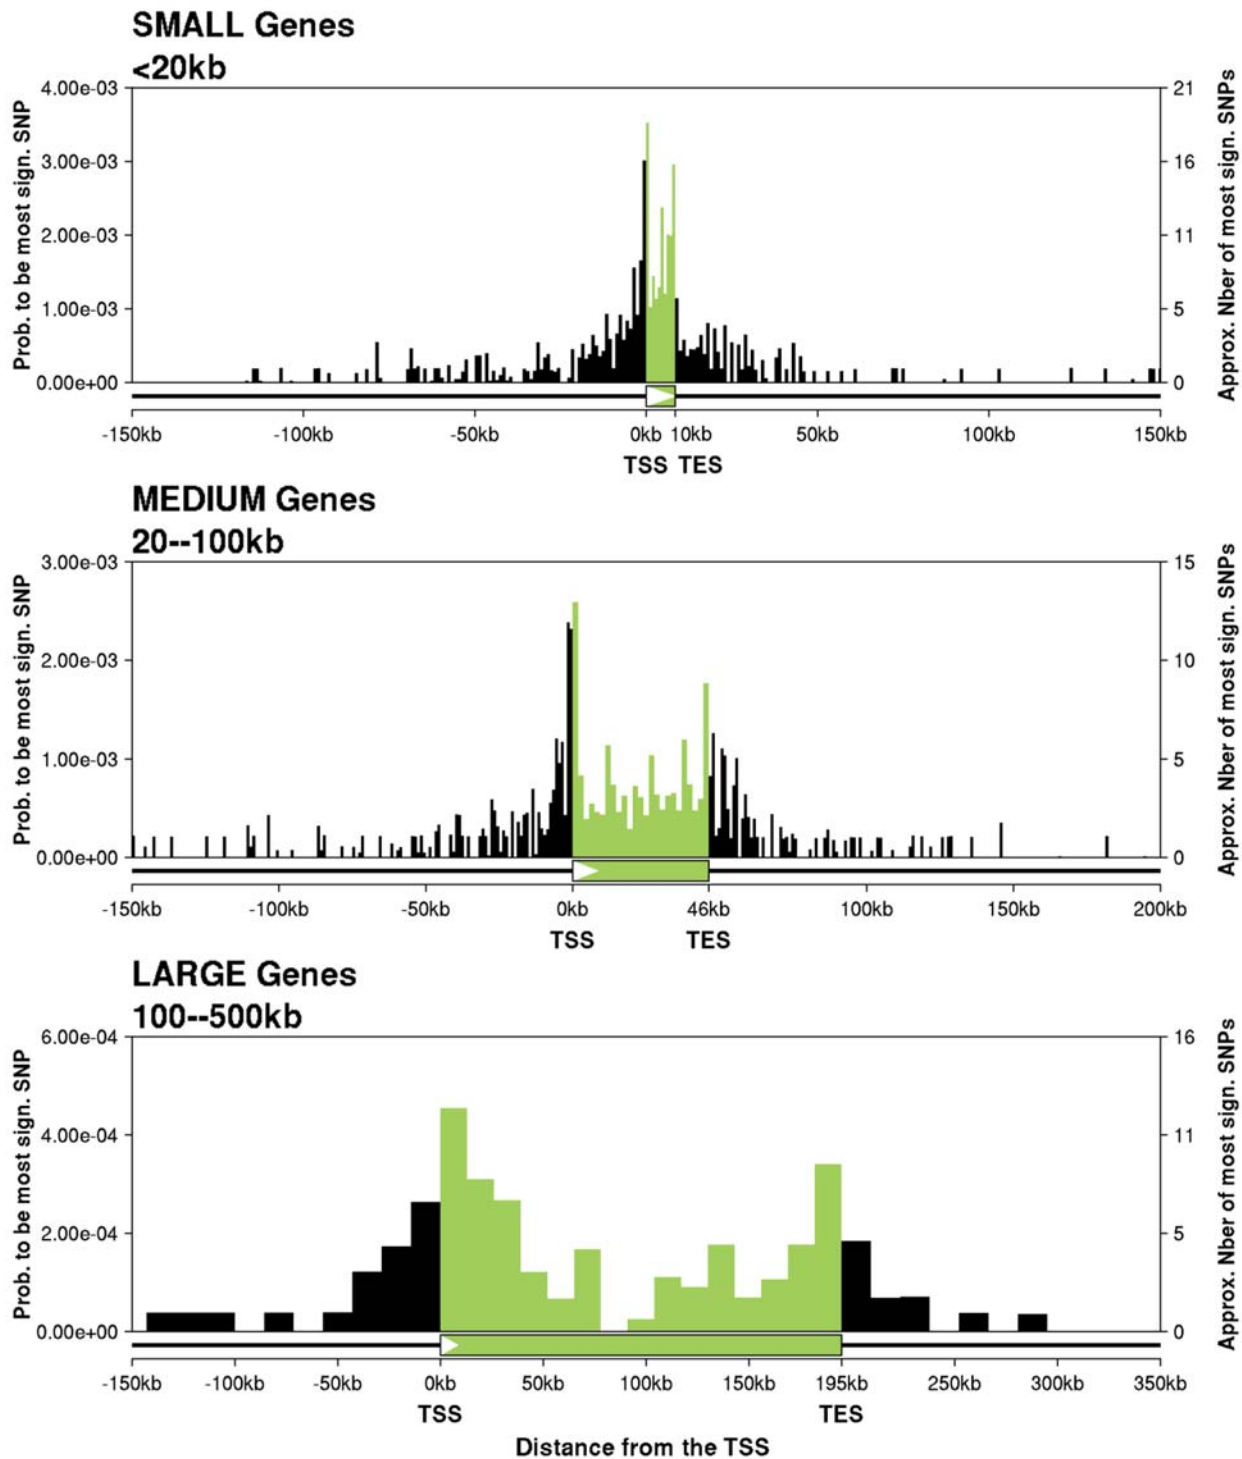 SMALL Genes
<20kb
Prob. to be most sign. SNP
4.00e-03
3.00e-03
2.00e-03
1.00e-03
0.00e+00
21
16
11
5
0
Approx. Nber of most sign. SNPs
-150kb -100kb -50kb 0kb 10kb 50kb 100kb 150kb
TSS TES
MEDIUM Genes
20--100kb
Prob. to be most sign. SNP
3.00e-03
2.00e-03
1.00e-03
0.00e+00
15
10
5
0
Approx. Nber of most sign. SNPs
-150kb -100kb -50kb 0kb 46kb 100kb 150kb 200kb
TSS TES
LARGE Genes
100--500kb
Prob. to be most sign. SNP
6.00e-04
4.00e-04
2.00e-04
0.00e+00
16
11
5
0
Approx. Nber of most sign. SNPs
-150kb -100kb -50kb 0kb 50kb 100kb 150kb 195kb 250kb 300kb 350kb
TSS TES
Distance from the TSS